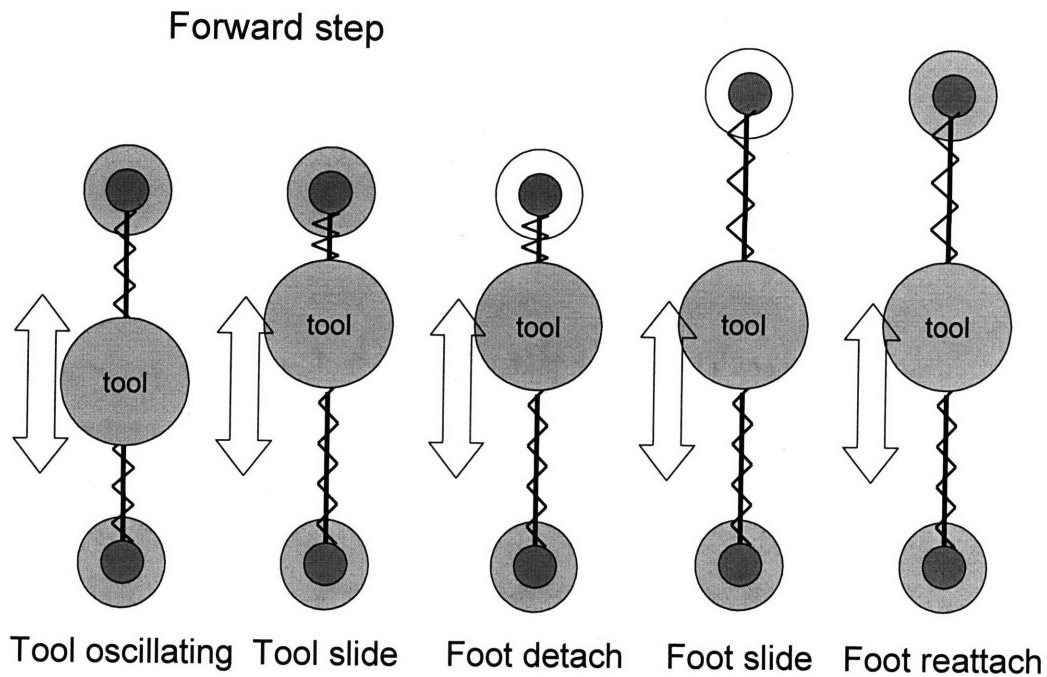 Forward step
tool
tool
tool
tool
tool
Tool oscillating
Tool slide
Foot detach
Foot slide
Foot reattach